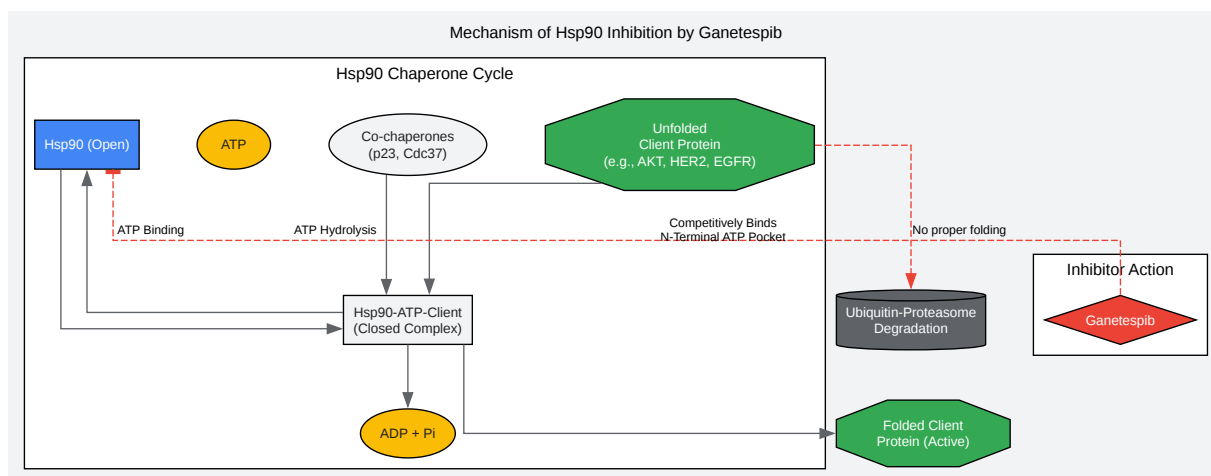 Mechanism of Hsp90 Inhibition by Ganetespib
Hsp90 Chaperone Cycle
Hsp90 (Open)
ATP
Co-chaperones
(p23, Cdc37)
Unfolded
Client Protein
(e.g., AKT, HER2, EGFR)
ATP Binding
ATP Hydrolysis
Competitively Binds
N-Terminal ATP Pocket
No proper folding
Inhibitor Action
Ganetespib
Hsp90-ATP-Client
(Closed Complex)
Ubiquitin-Proteasome
Degradation
ADP + Pi
Folded Client
Protein (Active)